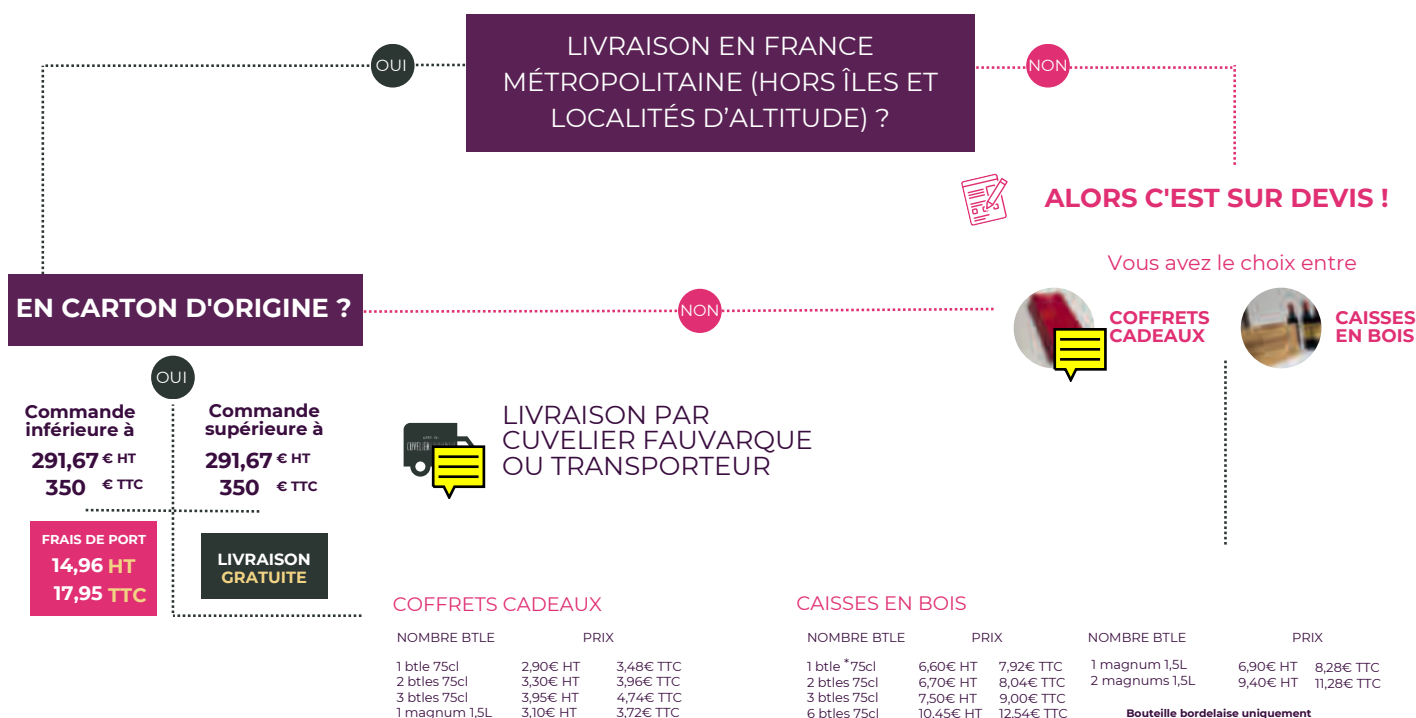 LIVRAISON EN FRANCE
MÉTROPOLITAINE (HORS ÎLES ET
LOCALITÉS D’ALTITUDE) ?
OUI
NON
ALORS C'EST SUR DEVIS !
Vous avez le choix entre
COFFRETS
CADEAUX
CAISSES
EN BOIS
EN CARTON D'ORIGINE ?
NON
OUI
Commande
inférieure à
291,67 € HT
350 € TTC
Commande
supérieure à
291,67 € HT
350 € TTC
FRAIS DE PORT
14,96 HT
17,95 TTC
LIVRAISON
GRATUITE
LIVRAISON PAR
CUVELIER FAUVARQUE
OU TRANSPORTEUR
COFFRETS CADEAUX
NOMBRE BTLE PRIX
1 btle 75cl 2,90€ HT 3,48€ TTC
2 btles 75cl 3,30€ HT 3,96€ TTC
3 btles 75cl 3,95€ HT 4,74€ TTC
1 magnum 1,5L 3,10€ HT 3,72€ TTC
CAISSES EN BOIS
NOMBRE BTLE PRIX
1 btle *75cl 6,60€ HT 7,92€ TTC
2 btles 75cl 6,70€ HT 8,04€ TTC
3 btles 75cl 7,50€ HT 9,00€ TTC
6 btles 75cl 10,45€ HT 12,54€ TTC
NOMBRE BTLE PRIX
1 magnum 1,5L 6,90€ HT 8,28€ TTC
2 magnums 1,5L 9,40€ HT 11,28€ TTC
Bouteille bordelaise uniquement